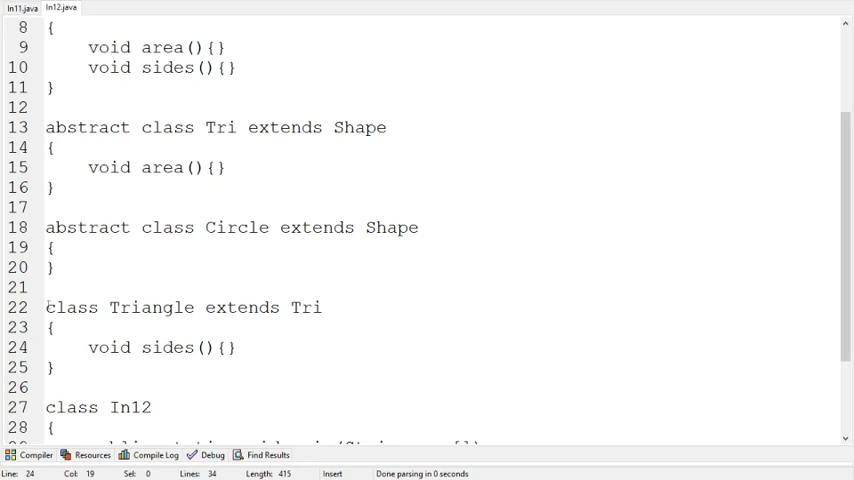 In11.java In12.java
8 {
9 void area(){}
10 void sides(){}
11 }
12
13 abstract class Tri extends Shape
14 {
15 void area(){}
16 }
17
18 abstract class Circle extends Shape
19 {
20 }
21
22 class Triangle extends Tri
23 {
24 void sides(){}
25 }
26
27 class In12
28 {
Compiler Resources Compile Log Debug Find Results
Line: 24 Col: 19 Sel: 0 Lines: 34 Length: 415 Insert Done parsing in 0 seconds